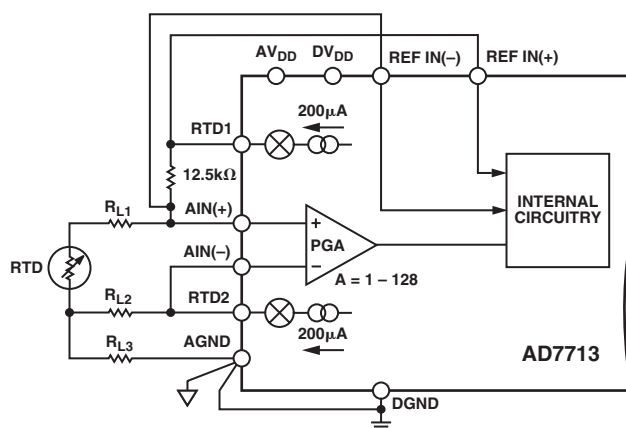 AVDD
DVDD
REF IN(–)
REF IN(+)
RTD1
200μA
12.5kΩ
RL1
AIN(+)
INTERNAL
CIRCUITRY
+
PGA
–
AIN(–)
A = 1 – 128
RTD
RL2
RTD2
200μA
RL3
AGND
AD7713
DGND